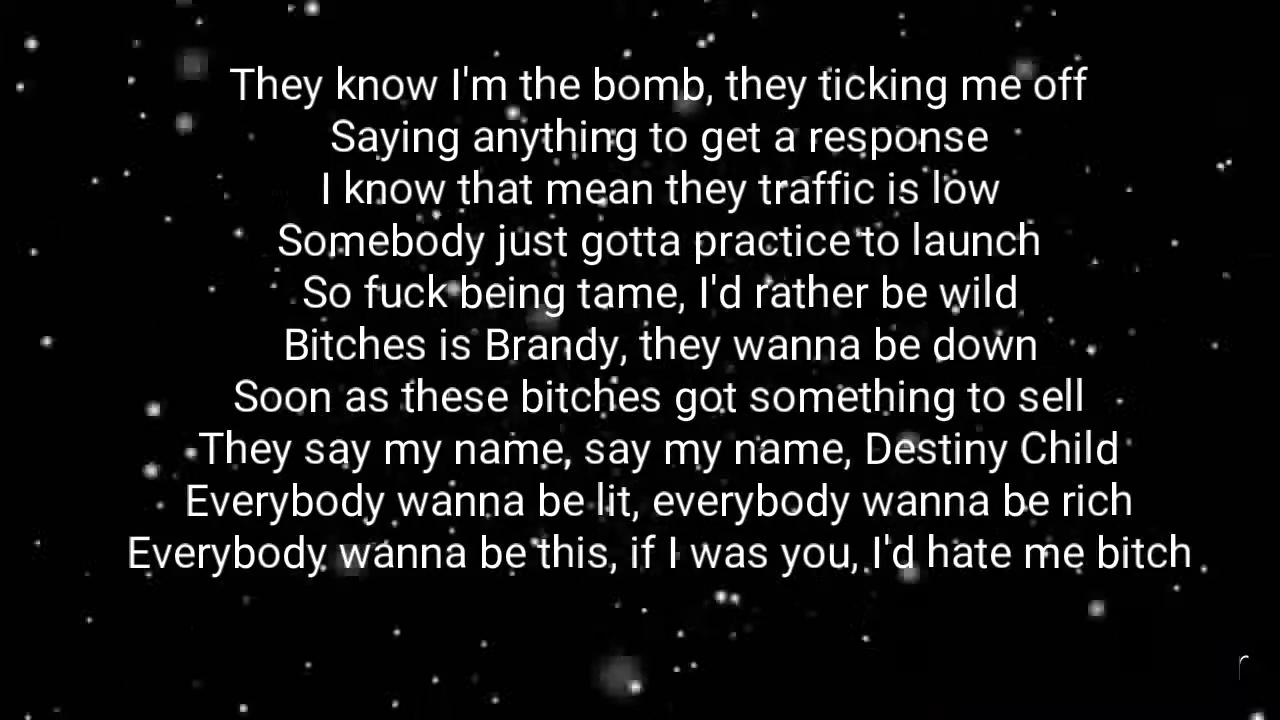 They know I'm the bomb, they ticking me off
Saying anything to get a response
I know that mean they traffic is low
Somebody just gotta practice to launch
So fuck being tame, I'd rather be wild
Bitches is Brandy, they wanna be down
Soon as these bitches got something to sell
They say my name, say my name, Destiny Child
Everybody wanna be lit, everybody wanna be rich
Everybody wanna be this, if I was you, I'd hate me bitch